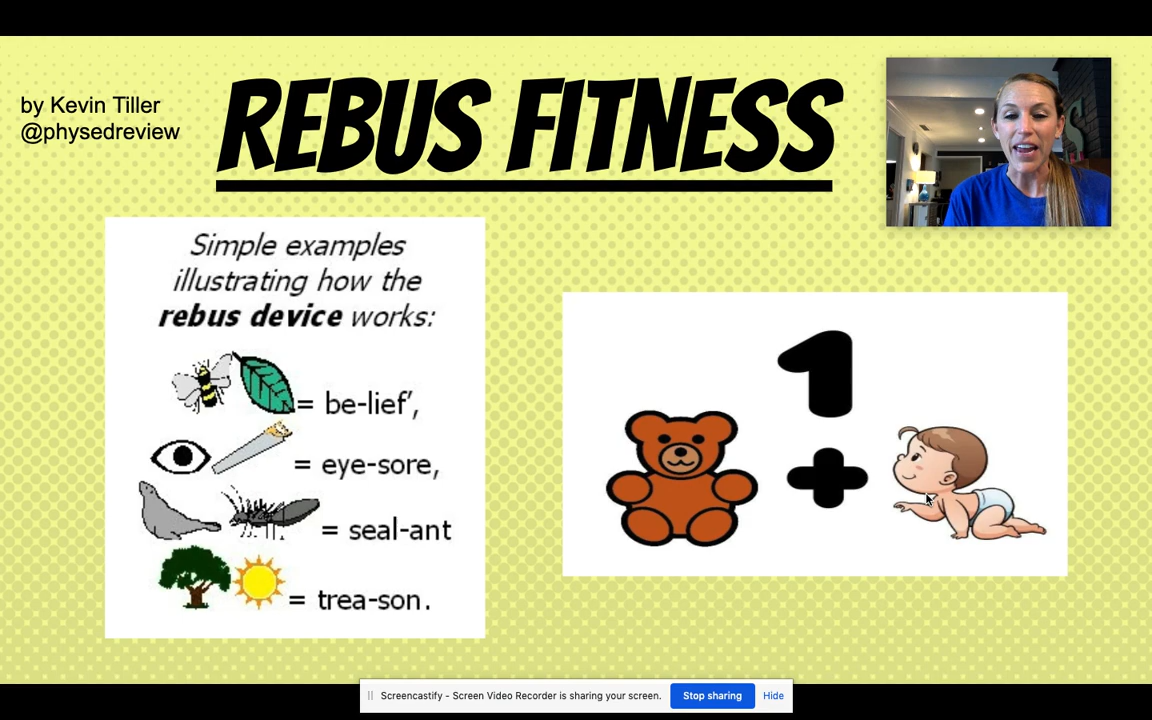 by Kevin Tiller
@physedreview
REBUS FITNESS
Simple examples
illustrating how the
rebus device works:
= be-lief',
= eye-sore,
= seal-ant
= trea-son.
1
+
Screencastify - Screen Video Recorder is sharing your screen. Stop sharing Hide